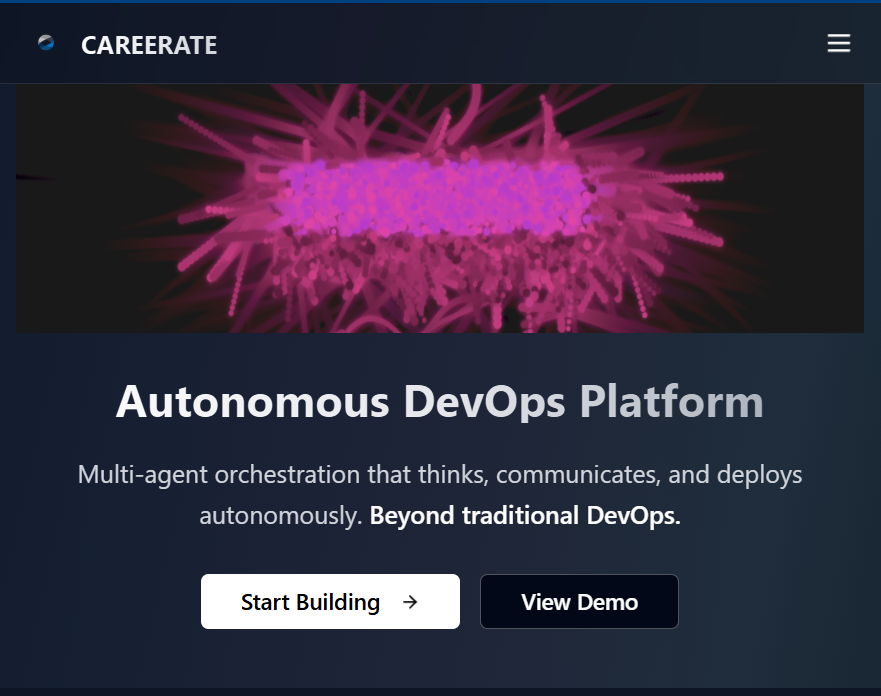 CAREERATE
Autonomous DevOps Platform
Multi-agent orchestration that thinks, communicates, and deploys
autonomously. Beyond traditional DevOps.
Start Building →
View Demo